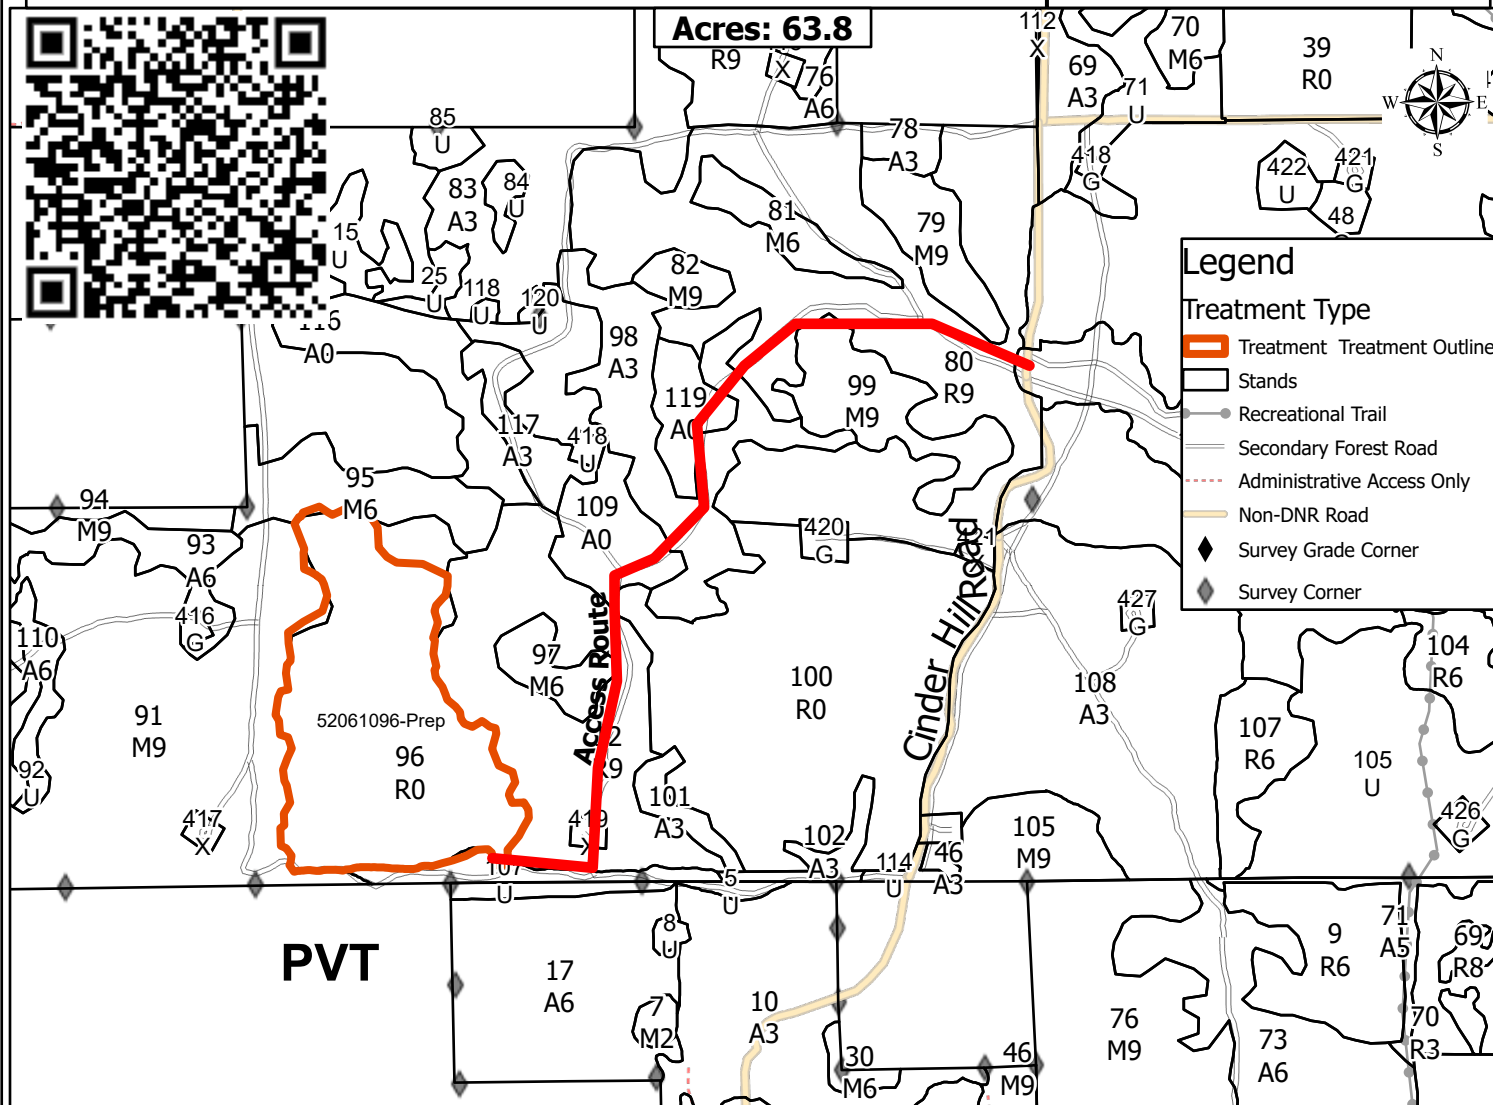 Acres: 63.8
112
X
70
M6
39
R0
R9
X
76
A6
69
A3
71
U
N
W
E
S
85
U
78
A3
418
G
422
U
421
G
48
83
A3
84
U
81
M6
79
M9
15
U
25
U
118
U
120
U
82
M9
116
A0
98
A3
Legend
Treatment Type
Treatment Treatment Outline
Stands
Recreational Trail
Secondary Forest Road
Administrative Access Only
Non-DNR Road
Survey Grade Corner
Survey Corner
80
R9
99
M9
119
A0
117
A3
418
U
95
M6
94
M9
109
A0
93
A6
420
G
Cinder Hill Road
416
G
427
G
110
A6
97
M6
Access Route
104
R6
100
R0
108
A3
91
M9
52061096-Prep
96
R0
R9
107
R6
105
U
92
U
417
X
419
X
101
A3
102
A3
105
M9
426
G
114
U
46
A3
107
U
5
U
PVT
8
U
17
A6
9
R6
71
A5
69
R8
7
M2
10
A3
76
M9
73
A6
70
R3
30
M6
46
M9